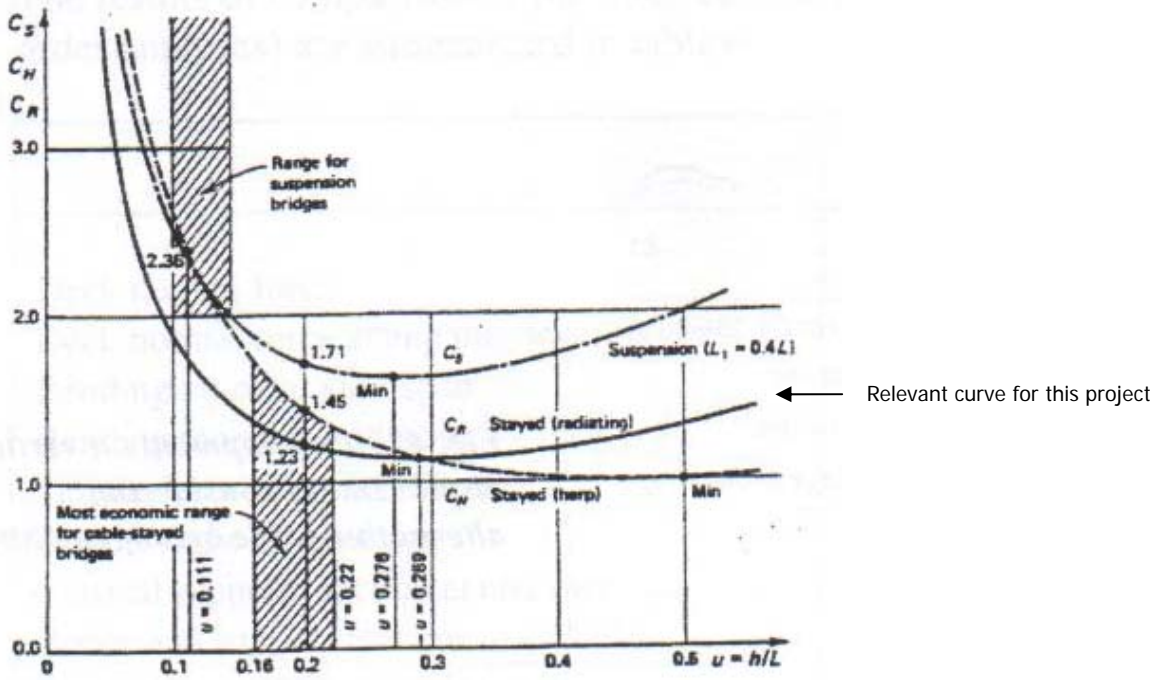 C_S
C_H
C_R
3.0
Range for
suspension
bridges
2.36
2.0
1.71
C_S
Suspension (L₁ = 0.4L)
Min
Relevant curve for this project
1.45
C_R Stayed (radiating)
1.23
Min
1.0
C_H Stayed (herp)
Min
Most economic range
for cable-stayed
bridges
u = 0.111
u = 0.22
u = 0.276
u = 0.289
0.0
0
0.1
0.16
0.2
0.3
0.4
0.5
u = h/L